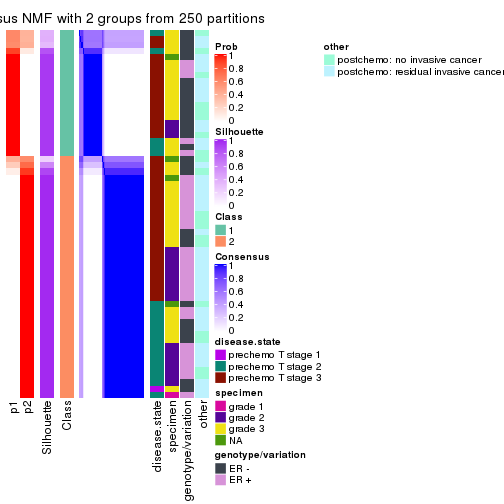 sus NMF with 2 groups from 250 partitions
Prob
1
0.8
0.6
0.4
0.2
0
Silhouette
1
0.8
0.6
0.4
0.2
0
Class
1
2
Consensus
1
0.8
0.6
0.4
0.2
0
disease.state
prechemo T stage 1
prechemo T stage 2
prechemo T stage 3
specimen
grade 1
grade 2
grade 3
NA
genotype/variation
ER -
ER +
other
postchemo: no invasive cancer
postchemo: residual invasive cancer
p1
p2
Silhouette
Class
disease.state
specimen
genotype/variation
other